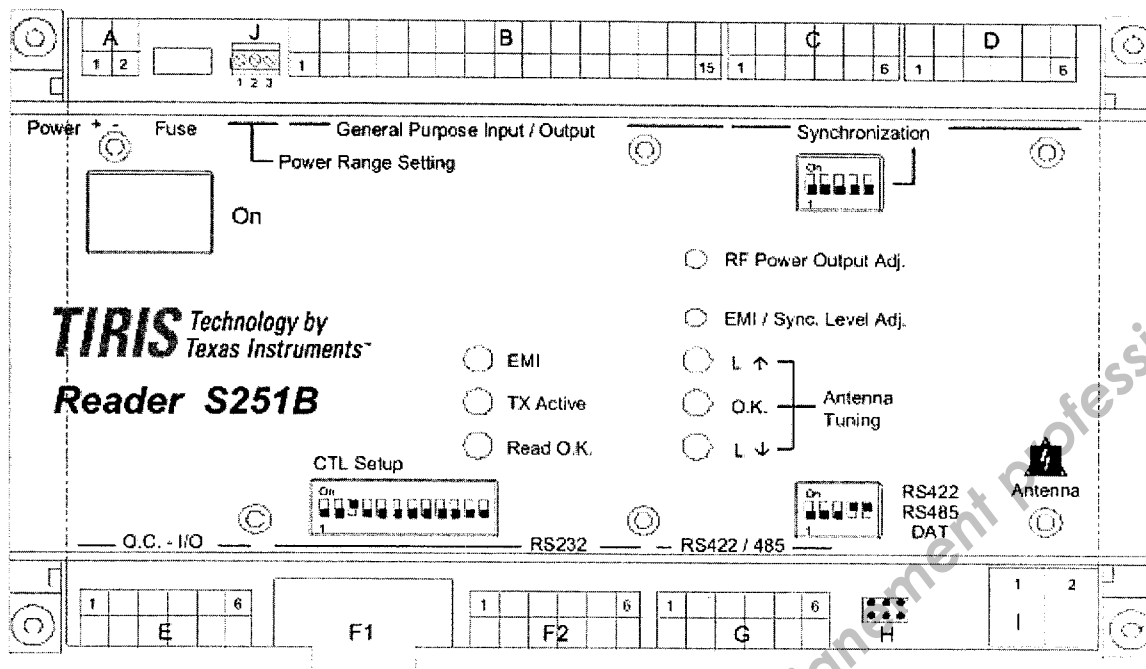 A J B C D
1 2 1 15 1 6 1 6
1 2 3
Power + - Fuse General Purpose Input / Output Synchronization
Power Range Setting
On
1
On
RF Power Output Adj.
EMI / Sync. Level Adj.
TIRIS Technology by
Texas Instruments™
Reader S251B
EMI L ↑
TX Active O.K. Antenna
Tuning
Read O.K. L ↓
CTL Setup
On
1
On
1
RS422
RS485
DAT
Antenna
O.C. - I/O RS232 RS422 / 485
1 6 1 6 1 6 1 2
E F1 F2 G H I